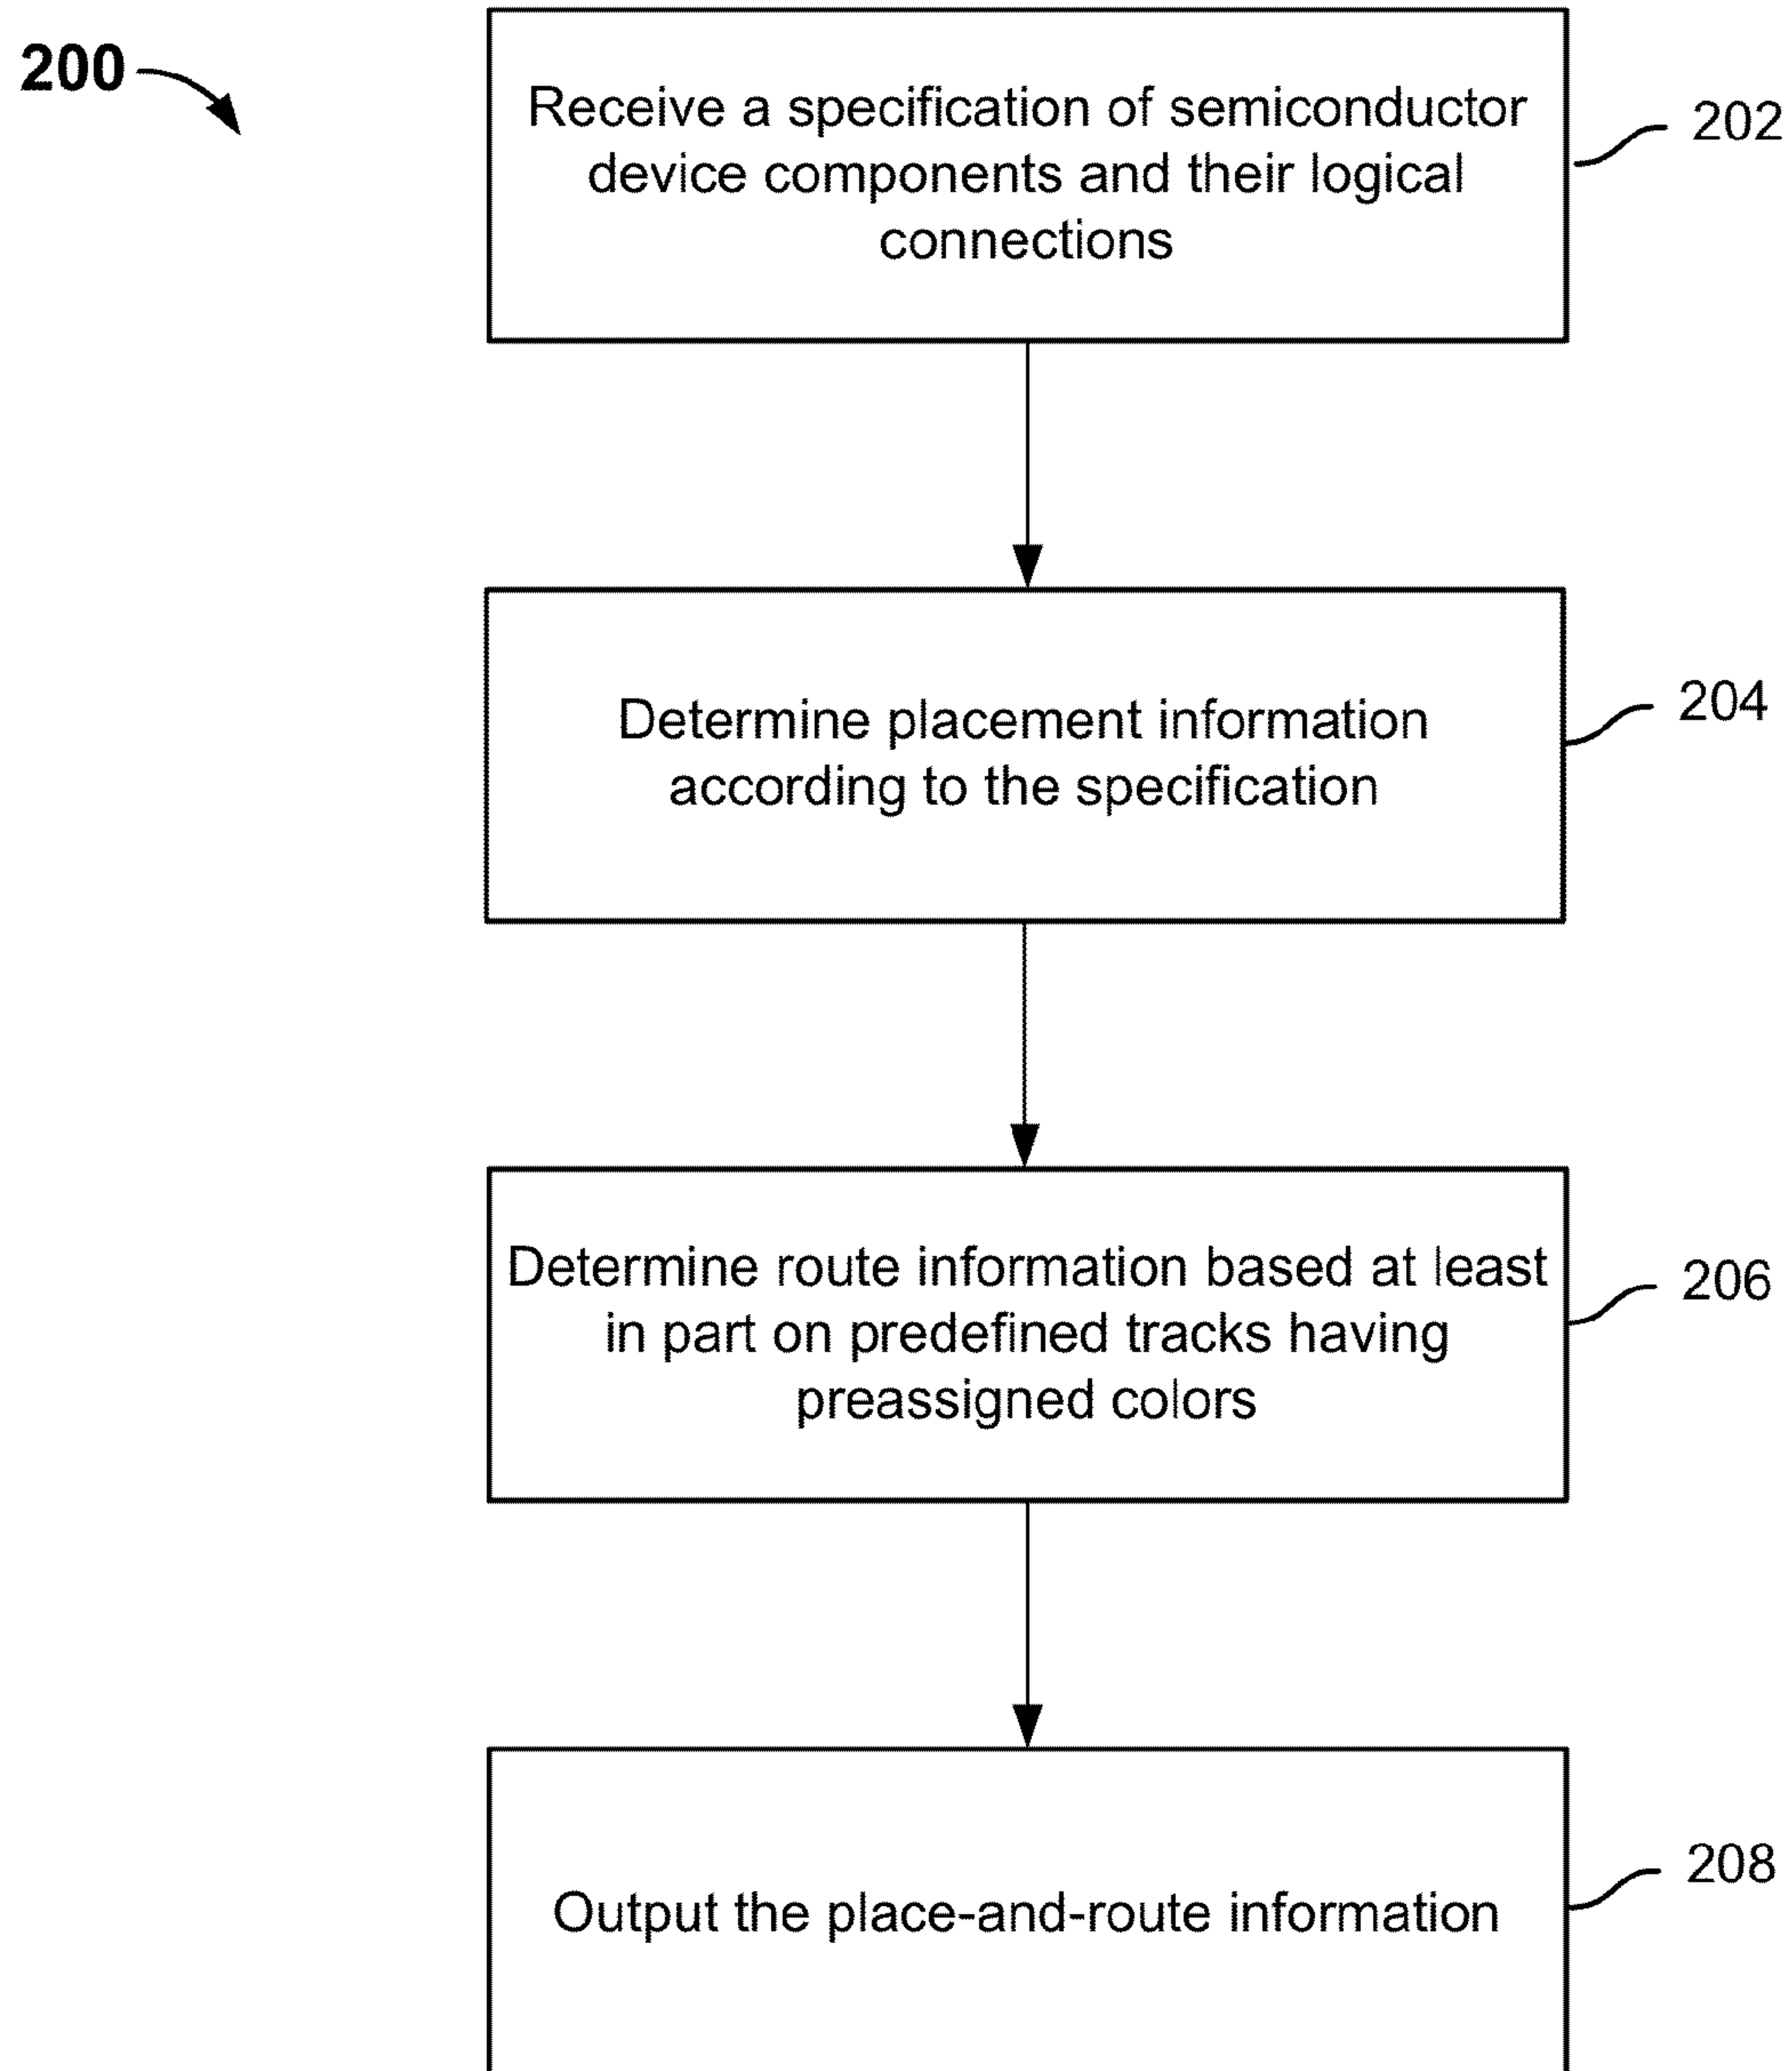 200
Receive a specification of semiconductor
device components and their logical
connections
202
Determine placement information
according to the specification
204
Determine route information based at least
in part on predefined tracks having
preassigned colors
206
Output the place-and-route information
208